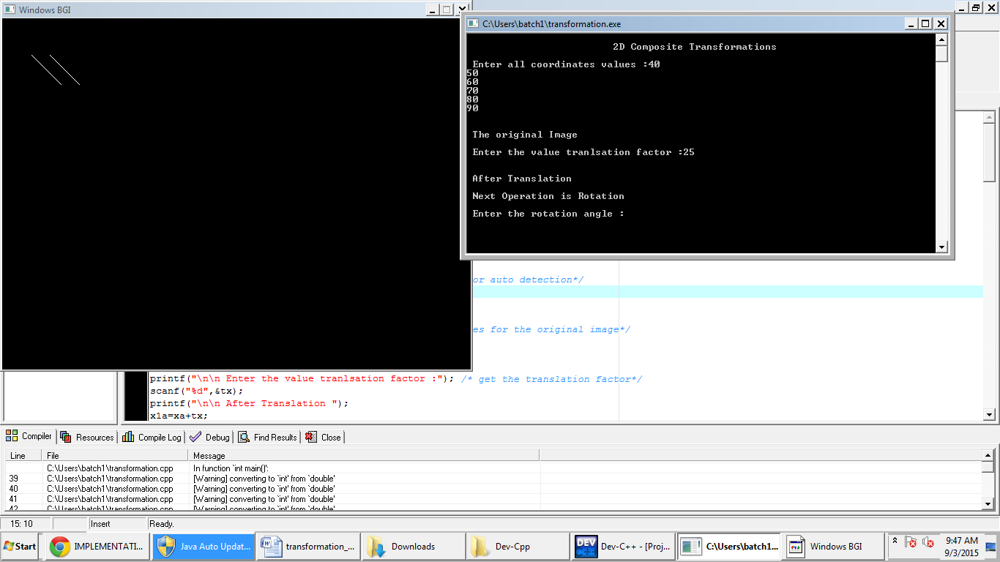 Windows BGI
C:\Users\batch1\transformation.exe
2D Composite Transformations
Enter all coordinates values :40
50
60
70
80
90
The original Image
Enter the value tranlsation factor :25
After Translation
Next Operation is Rotation
Enter the rotation angle :
or auto detection*/
es for the original image*/
printf("\n\n Enter the value tranlsation factor :"); /* get the translation factor*/
scanf("%d",&tx);
printf("\n\n After Translation ");
x1a=xa+tx;
Compiler Resources Compile Log Debug Find Results Close
Line File Message
C:\Users\batch1\transformation.cpp In function `int main()':
39 C:\Users\batch1\transformation.cpp [Warning] converting to `int' from `double'
40 C:\Users\batch1\transformation.cpp [Warning] converting to `int' from `double'
41 C:\Users\batch1\transformation.cpp [Warning] converting to `int' from `double'
42 C:\Users\batch1\transformation.cpp [Warning] converting to `int' from `double'
15: 10 Insert Ready.
Start IMPLEMENTATI... Java Auto Updat... transformation_... Downloads Dev-Cpp DEV Dev-C++ - [Proj... C:\Users\batch1... Windows BGI 9:47 AM
9/3/2015